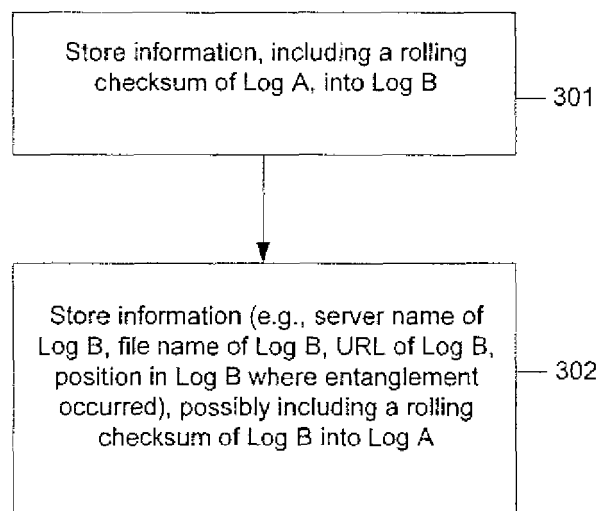 Store information, including a rolling
checksum of Log A, into Log B
301
Store information (e.g., server name of
Log B, file name of Log B, URL of Log B,
position in Log B where entanglement
occurred), possibly including a rolling
checksum of Log B into Log A
302